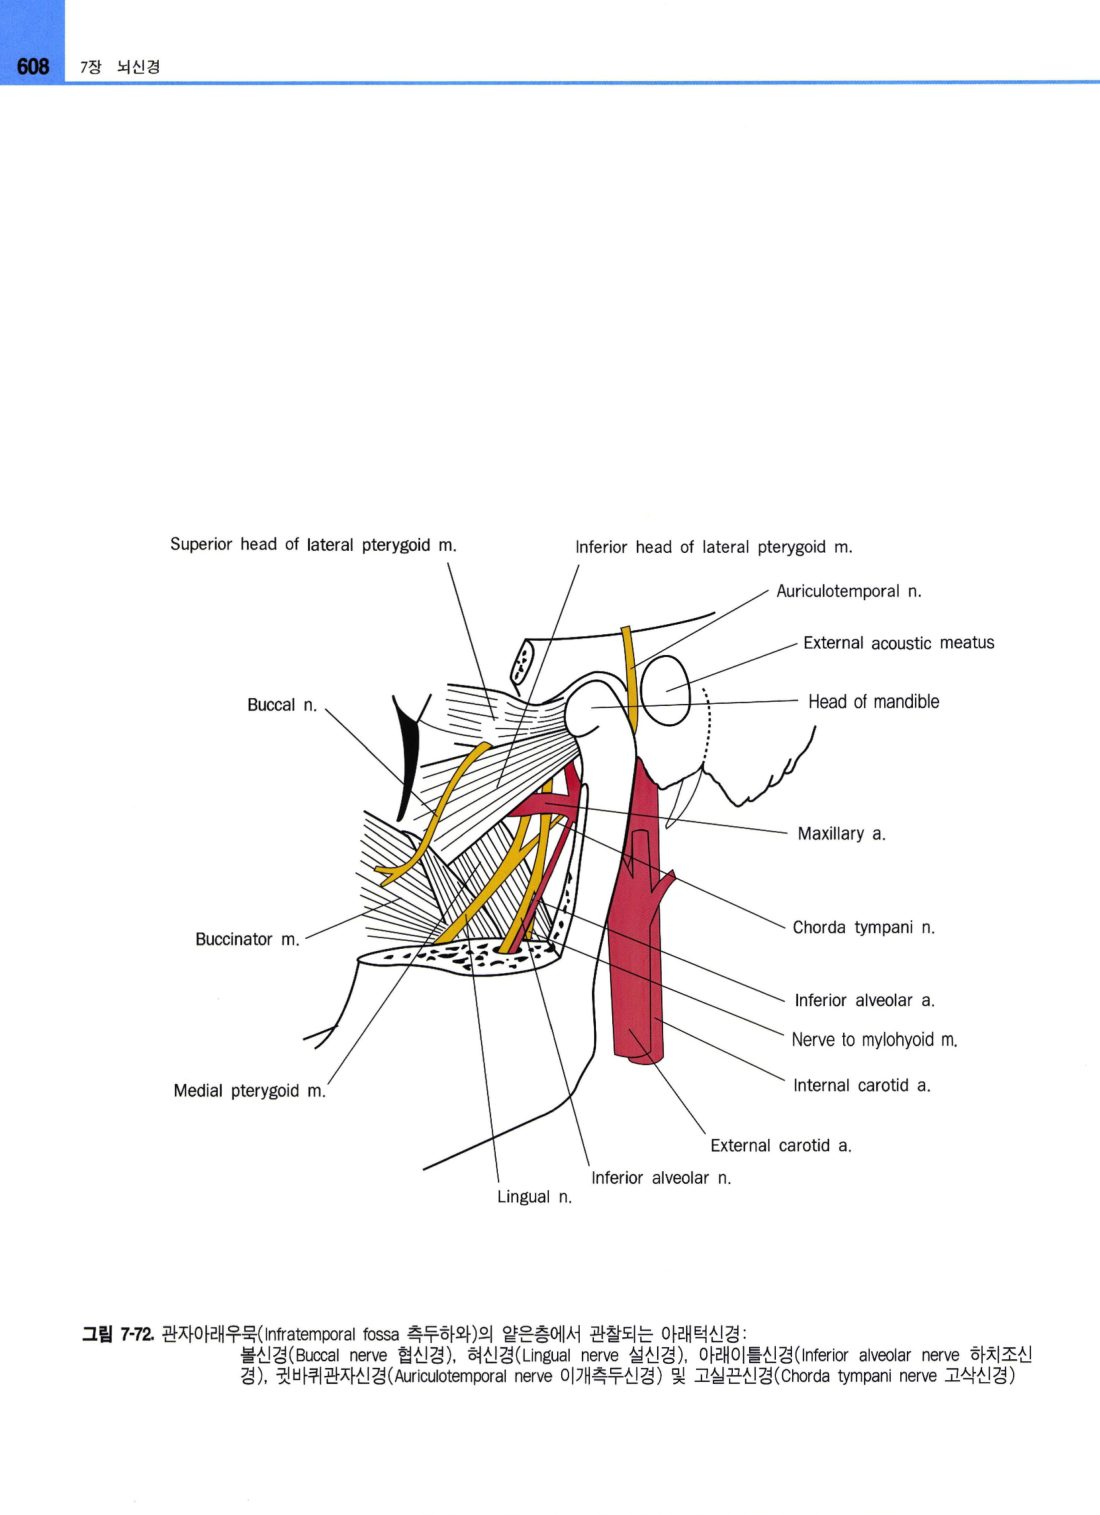 608 7장 뇌신경
Superior head of lateral pterygoid m.
Inferior head of lateral pterygoid m.
Auriculotemporal n.
External acoustic meatus
Buccal n.
Head of mandible
Maxillary a.
Chorda tympani n.
Buccinator m.
Inferior alveolar a.
Nerve to mylohyoid m.
Internal carotid a.
Medial pterygoid m.
External carotid a.
Inferior alveolar n.
Lingual n.
그림 7-72. 관자아래우묵(Infratemporal fossa 측두하와)의 얕은층에서 관찰되는 아래턱신경:
볼신경(Buccal nerve 협신경), 혀신경(Lingual nerve 설신경), 아래이틀신경(Inferior alveolar nerve 하치조신
경), 귓바퀴관자신경(Auriculotemporal nerve 이개측두신경) 및 고실끈신경(Chorda tympani nerve 고삭신경)